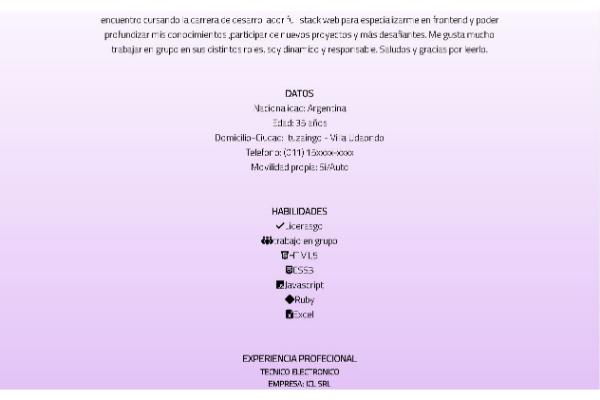 encuentro cursando la carrera de desarrollador full stack web para especializarme en frontend y poder
profundizar mis conocimientos ,participar de nuevos proyectos y más desafiantes. Me gusta mucho
trabajar en grupo en sus distintos roles, soy dinamico y responsable. Saludos y gracias por leerlo.
DATOS
Nacionalidad: Argentina
Edad: 35 años
Domicilio-Ciudad: Ituzaingo - Villa Udaondo
Telefono: (011) 15xxxx-xxxx
Movilidad propia: Si/Auto
HABILIDADES
Liderasgo
trabajo en grupo
HTML5
CSS3
Javascript
Ruby
Excel
EXPERIENCIA PROFECIONAL
TECNICO ELECTRONICO
EMPRESA: ICL SRL